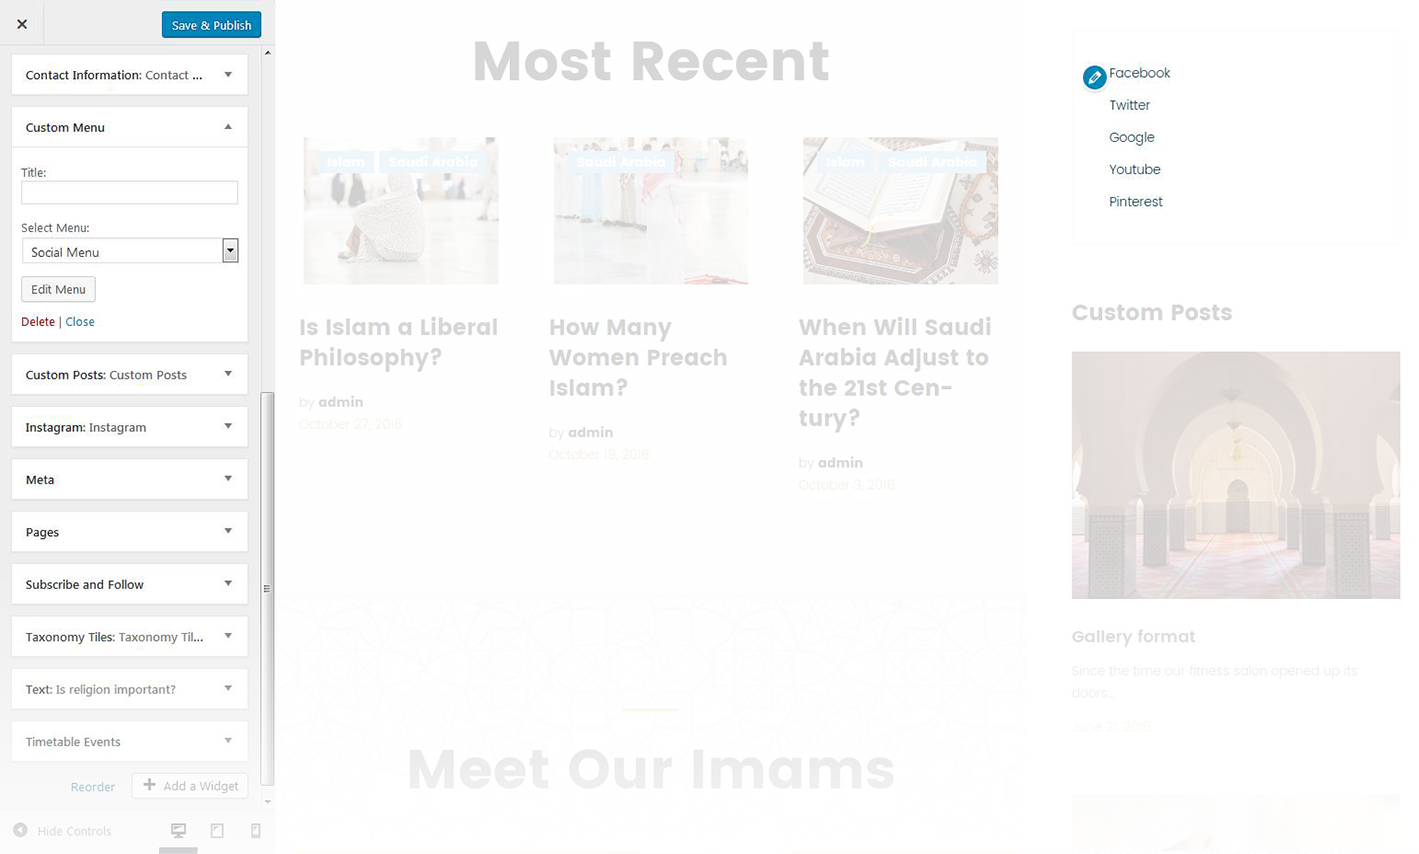 Save & Publish
Contact Information: Contact ...
Custom Menu
Title:
Select Menu:
Social Menu
Edit Menu
Delete | Close
Custom Posts: Custom Posts
Instagram: Instagram
Meta
Pages
Subscribe and Follow
Taxonomy Tiles: Taxonomy Til...
Text: Is religion important?
Timetable Events
Reorder
Add a Widget
Hide Controls
Most Recent
Islam
Saudi Arabia
Is Islam a Liberal
Philosophy?
by admin
October 27, 2016
Saudi Arabia
How Many
Women Preach
Islam?
by admin
October 19, 2016
Islam
Saudi Arabia
When Will Saudi
Arabia Adjust to
the 21st Cen-
tury?
by admin
October 3, 2016
Meet Our Imams
Facebook
Twitter
Google
Youtube
Pinterest
Custom Posts
Gallery format
Since the time our fitness salon opened up its
doors...
June 21, 2016